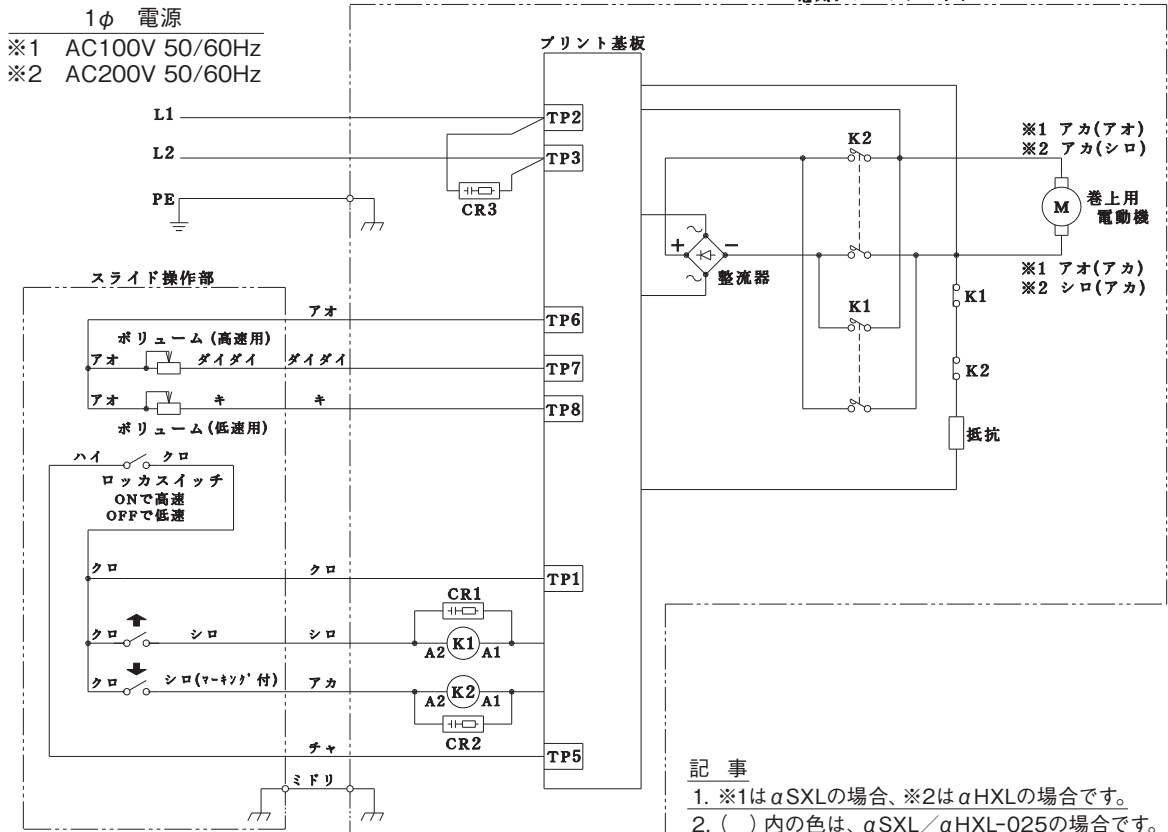 1φ 電源
※1 AC100V 50/60Hz
※2 AC200V 50/60Hz
プリント基板
L1
TP2
L2
TP3
CR3
PE
K2
※1 アカ(アオ)
※2 アカ(シロ)
M
巻上用
電動機
※1 アオ(アカ)
※2 シロ(アカ)
+
−
整流器
K1
K1
K2
抵抗
スライド操作部
アオ
TP6
ボリューム(高速用)
アオ
ダイダイ
ダイダイ
TP7
アオ
キ
キ
TP8
ボリューム(低速用)
ハイ
クロ
ロッカスイッチ
ONで高速
OFFで低速
クロ
クロ
TP1
CR1
クロ
シロ
シロ
A2
K1
A1
クロ
シロ(マーキング付)
アカ
A2
K2
A1
CR2
チャ
TP5
ミドリ
記 事
1. ※1はαSXLの場合、※2はαHXLの場合です。
2. ( )内の色は、αSXL/αHXL-025の場合です。